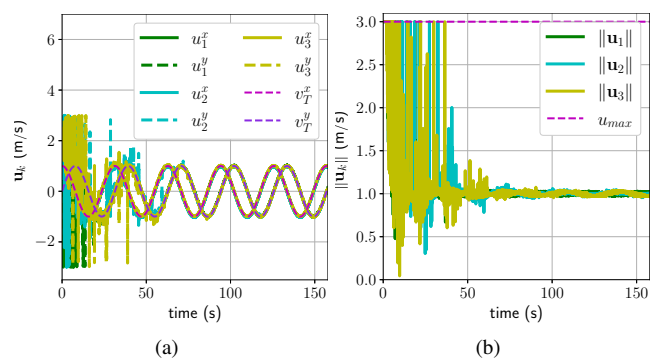 6
4
2
0
−2
u_k (m/s)
u_1^x
u_1^y
u_2^x
u_2^y
u_3^x
u_3^y
v_T^x
v_T^y
0
50
100
150
time (s)
(a)
3.0
2.5
2.0
1.5
1.0
0.5
0.0
‖u_k‖ (m/s)
‖u_1‖
‖u_2‖
‖u_3‖
u_max
0
50
100
150
time (s)
(b)